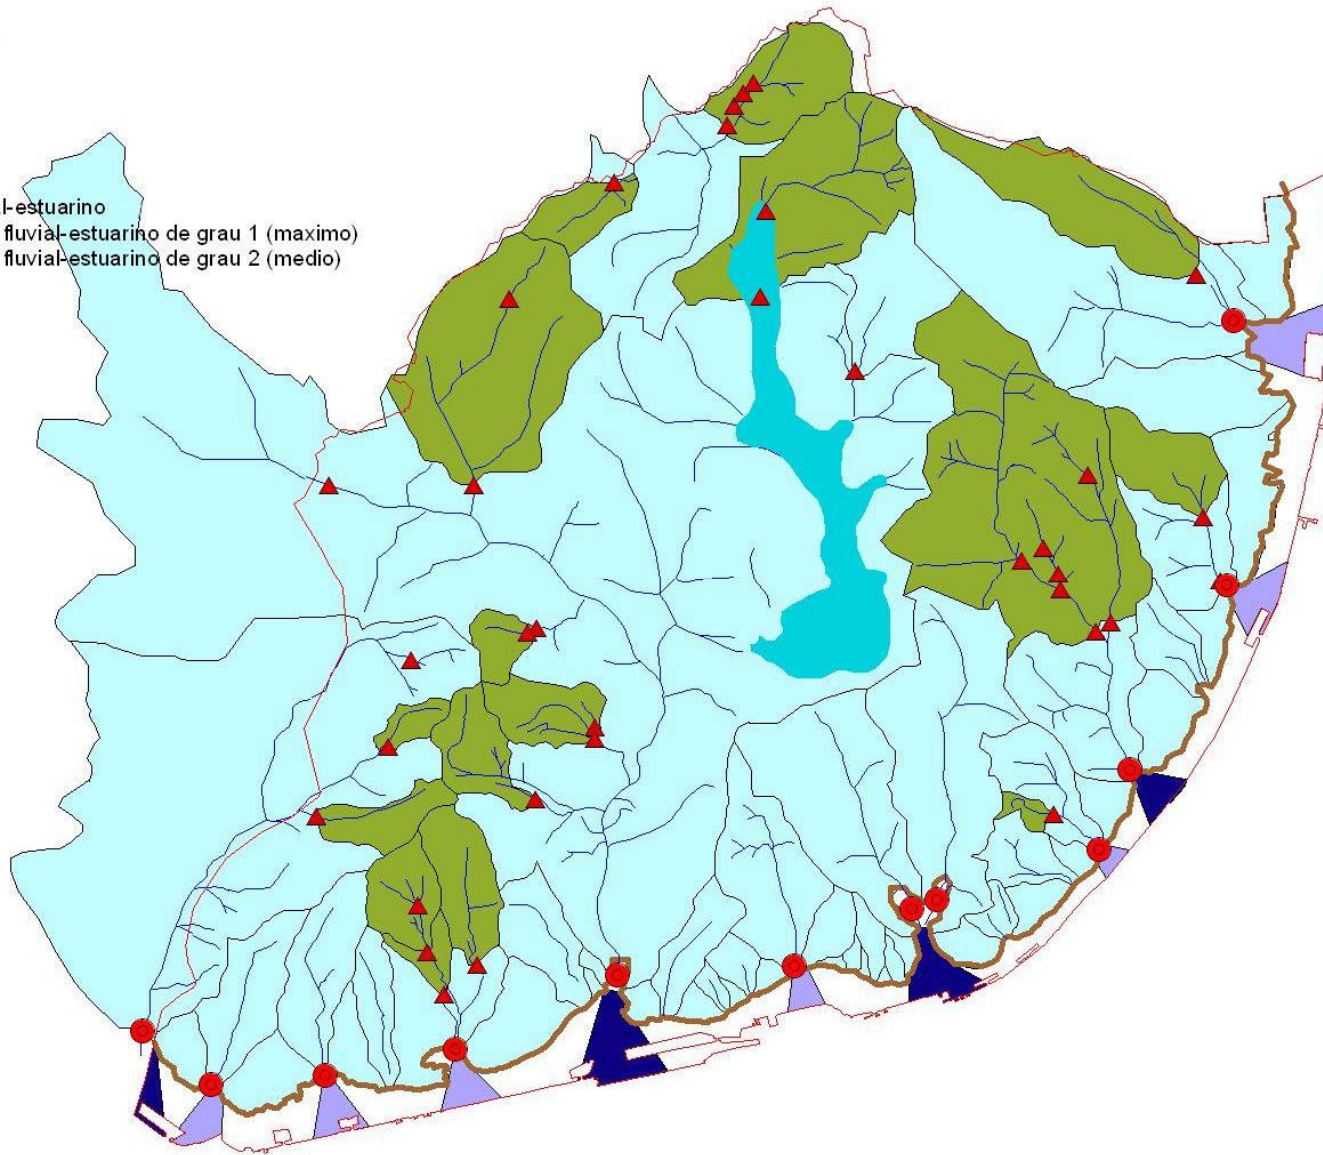 l-estuarino
fluvial-estuarino de grau 1 (maximo)
fluvial-estuarino de grau 2 (medio)